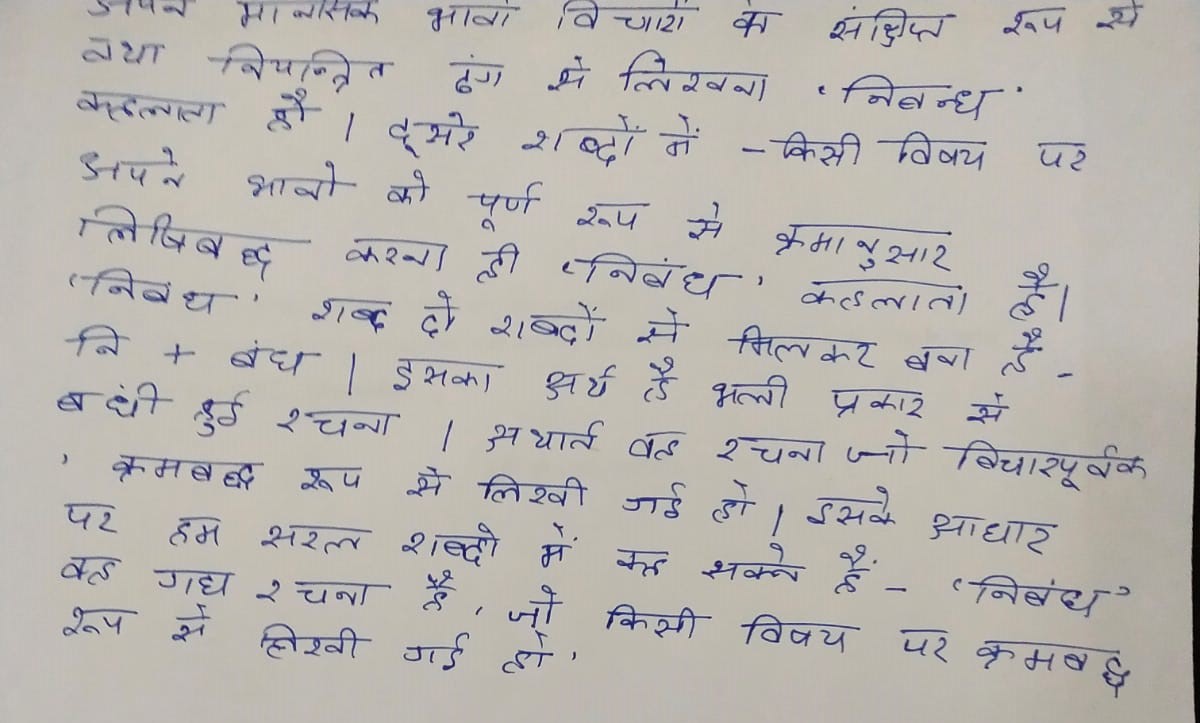 अपने मानसिक भावों विचारों को संक्षिप्त रूप से
तथा नियन्त्रित ढंग से लिखना 'निबन्ध'
कहलाता है। दूसरे शब्दों में - किसी विषय पर
अपने भावो को पूर्ण रूप से क्रमानुसार
लिपिबद्ध करना ही 'निबंध' कहलाता है।
'निबंध' शब्द दो शब्दों से मिलकर बना है -
नि + बंध। इसका अर्थ है भली प्रकार से
बधी हुई रचना। अथार्त वह रचना जो विचारपूर्वक
, क्रमबद्ध रूप से लिखी गई हो। इसके आधार
पर हम सरल शब्दो में कह सकते हैं - 'निबंध'
वह गद्य रचना है, जो किसी विषय पर क्रमबद्ध
रूप से लिखी गई हो,